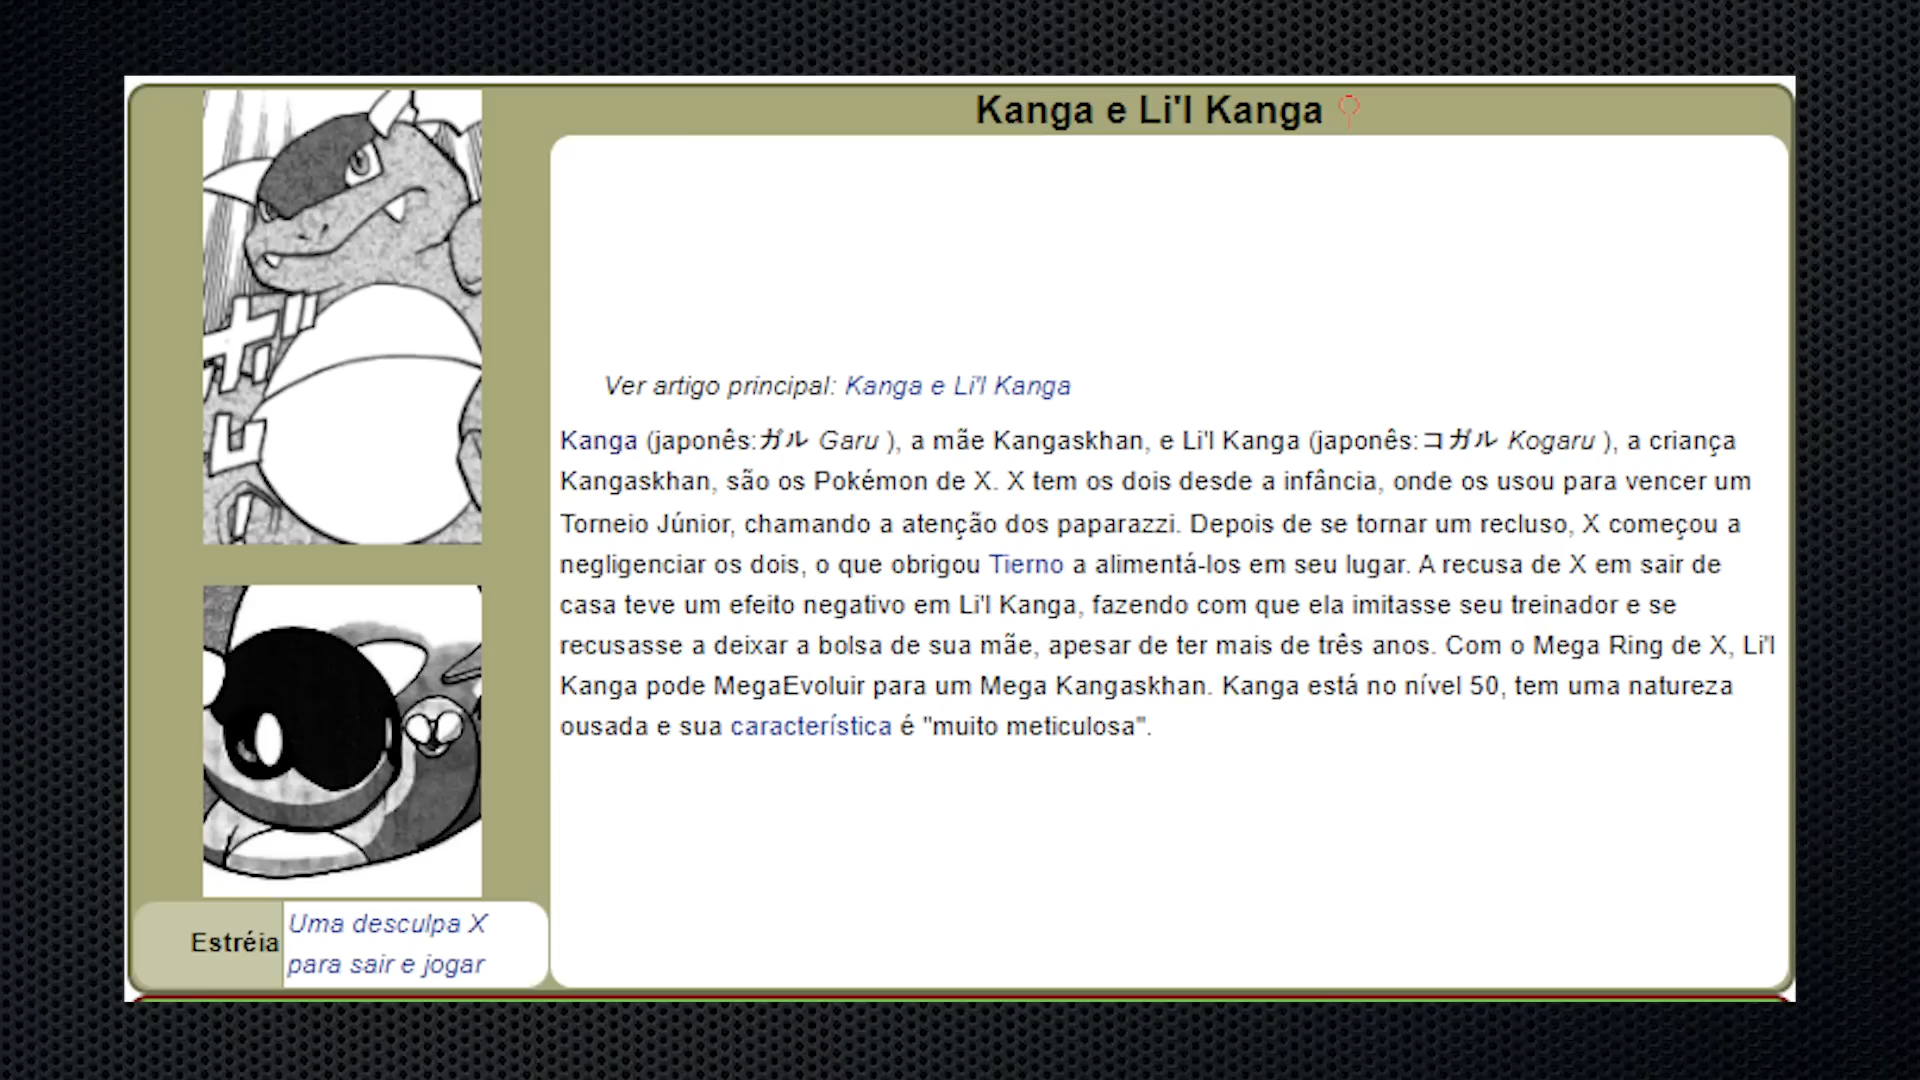 Kanga e Li'l Kanga
Ver artigo principal: Kanga e Li'l Kanga
Kanga (japonês:ガル Garu ), a mãe Kangaskhan, e Li'l Kanga (japonês:コガル Kogaru ), a criança
Kangaskhan, são os Pokémon de X. X tem os dois desde a infância, onde os usou para vencer um
Torneio Júnior, chamando a atenção dos paparazzi. Depois de se tornar um recluso, X começou a
negligenciar os dois, o que obrigou Tierno a alimentá-los em seu lugar. A recusa de X em sair de
casa teve um efeito negativo em Li'l Kanga, fazendo com que ela imitasse seu treinador e se
recusasse a deixar a bolsa de sua mãe, apesar de ter mais de três anos. Com o Mega Ring de X, Li'l
Kanga pode MegaEvoluir para um Mega Kangaskhan. Kanga está no nível 50, tem uma natureza
ousada e sua característica é "muito meticulosa".
Estréia
Uma desculpa X
para sair e jogar